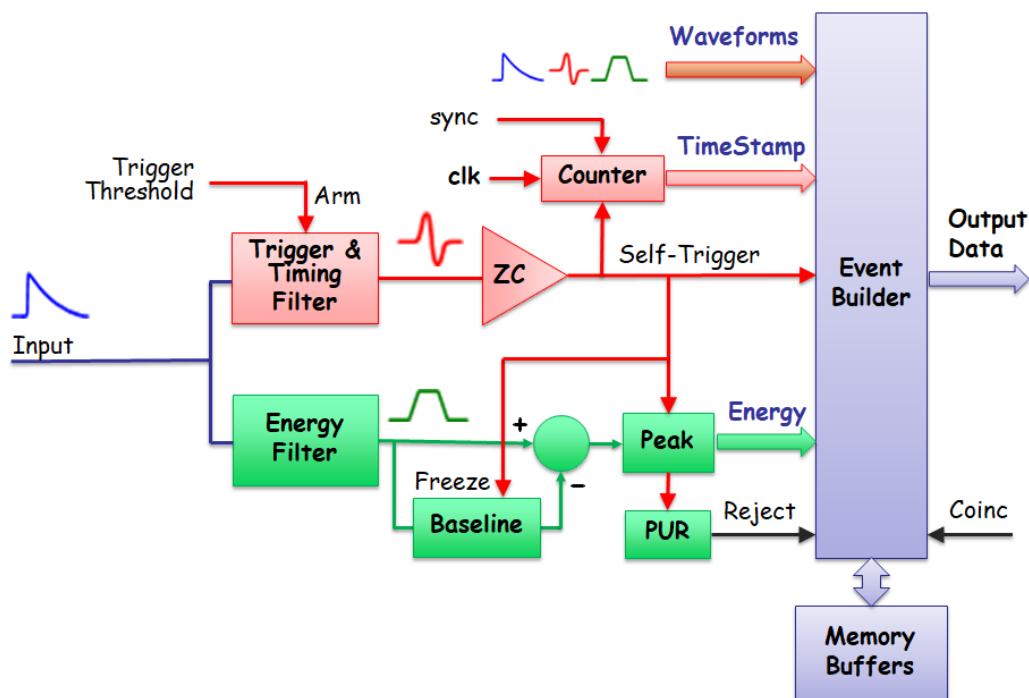 Waveforms
sync
TimeStamp
clk
Counter
Trigger
Threshold
Arm
Trigger &
Timing
Filter
ZC
Self-Trigger
Event
Builder
Output
Data
Input
Energy
Filter
+
-
Peak
Energy
Freeze
Baseline
PUR
Reject
Coinc
Memory
Buffers